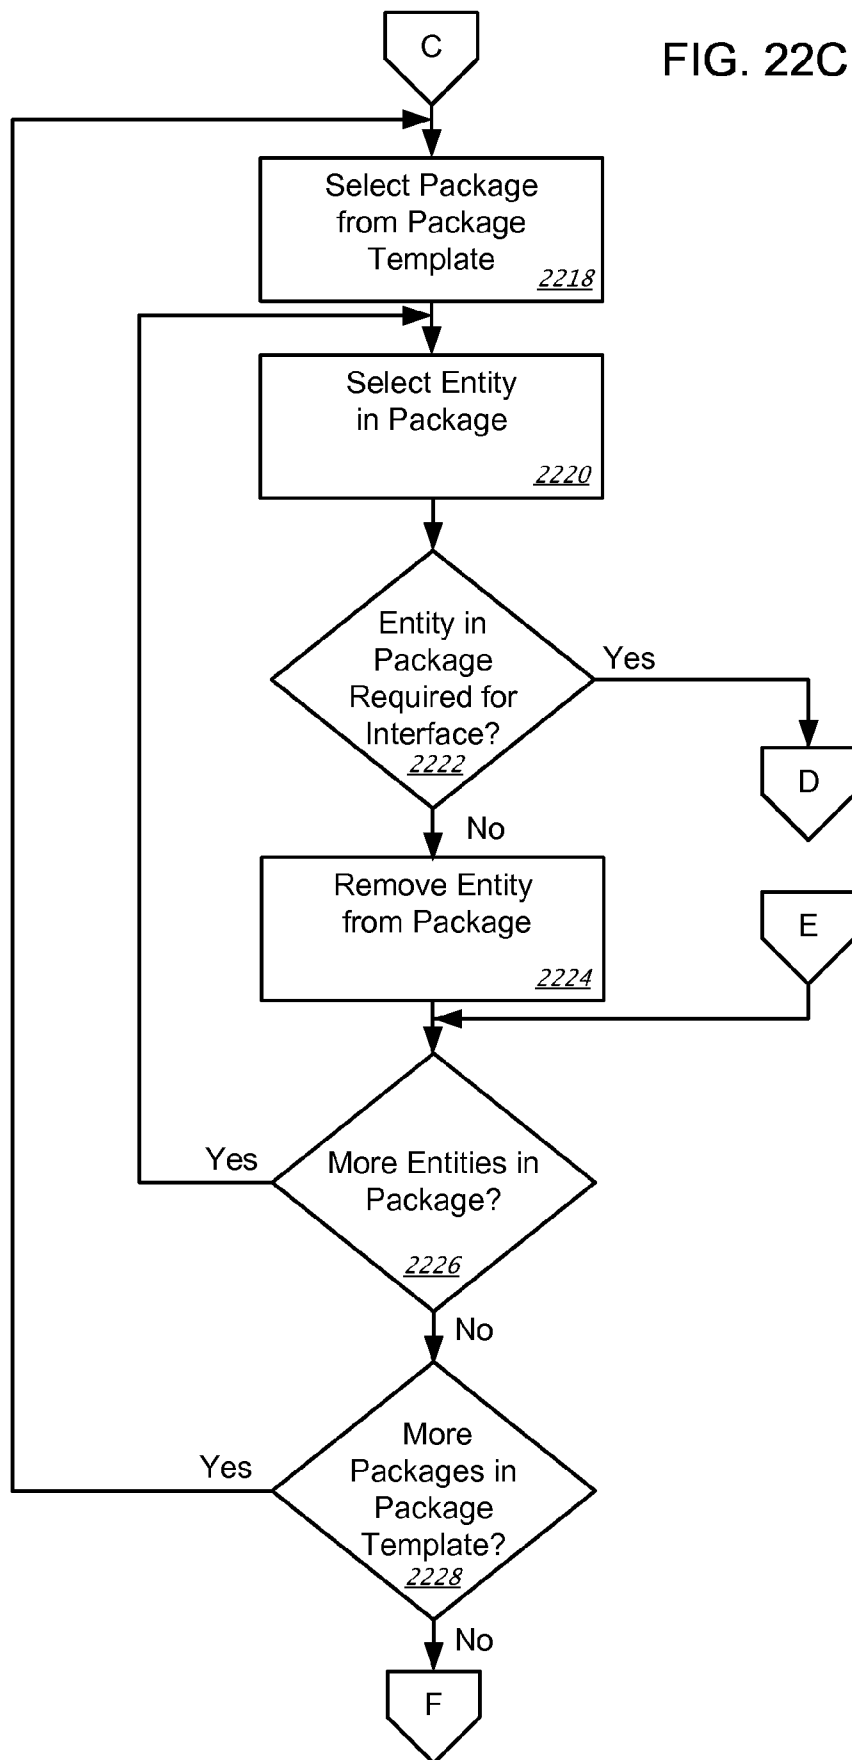 C
FIG. 22C
Select Package
from Package
Template
2218
Select Entity
in Package
2220
Entity in
Package
Required for
Interface?
2222
Yes
D
No
Remove Entity
from Package
2224
E
Yes
More Entities in
Package?
2226
No
Yes
More
Packages in
Package
Template?
2228
No
F